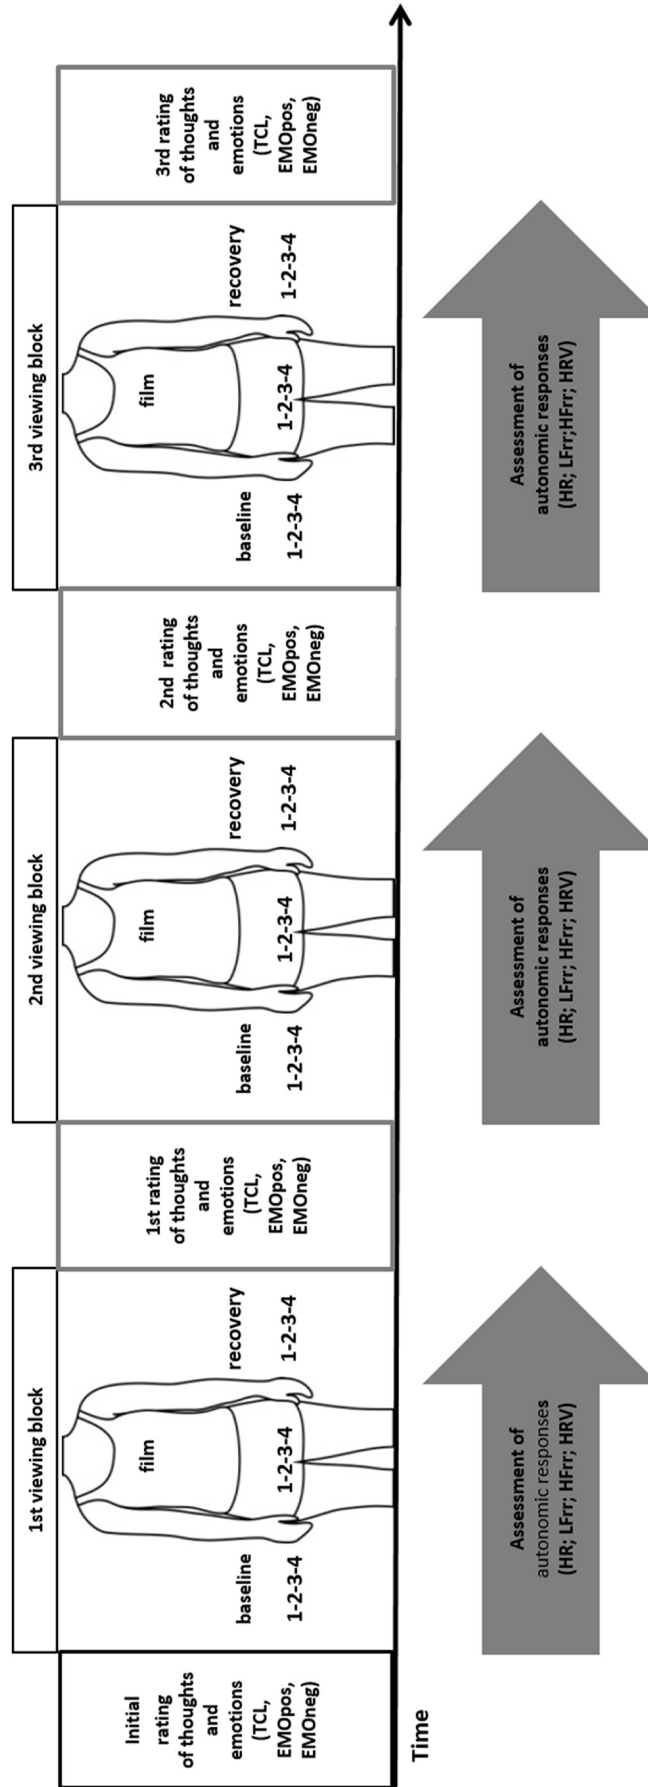 Initial
rating
of thoughts
and
emotions
(TCL,
EMOpos,
EMOneg)
1st viewing block
baseline
1-2-3-4
film
1-2-3-4
recovery
1-2-3-4
1st rating
of thoughts
and
emotions
(TCL,
EMOpos,
EMOneg)
2nd viewing block
baseline
1-2-3-4
film
1-2-3-4
recovery
1-2-3-4
2nd rating
of thoughts
and
emotions
(TCL,
EMOpos,
EMOneg)
3rd viewing block
baseline
1-2-3-4
film
1-2-3-4
recovery
1-2-3-4
3rd rating
of thoughts
and
emotions
(TCL,
EMOpos,
EMOneg)
Time
Assessment of
autonomic responses
(HR; LFrr; HFrr; HRV)
Assessment of
autonomic responses
(HR; LFrr; HFrr; HRV)
Assessment of
autonomic responses
(HR; LFrr;HFrr; HRV)